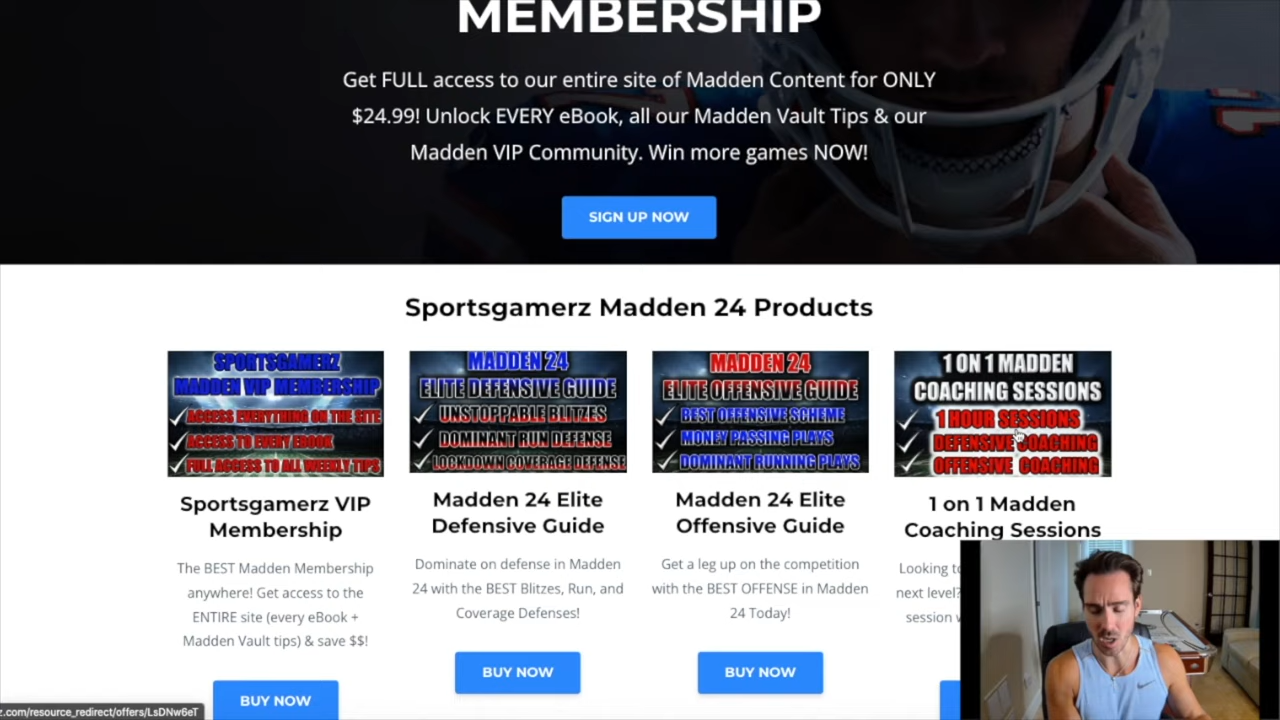 MEMBERSHIP
Get FULL access to our entire site of Madden Content for ONLY
$24.99! Unlock EVERY eBook, all our Madden Vault Tips & our
Madden VIP Community. Win more games NOW!
SIGN UP NOW
Sportsgamerz Madden 24 Products
SPORTSGAMERZ
MADDEN VIP MEMBERSHIP
ACCESS EVERYTHING ON THE SITE
ACCESS TO EVERY EBOOK
FULL ACCESS TO ALL WEEKLY TIPS
Sportsgamerz VIP
Membership
The BEST Madden Membership
anywhere! Get access to the
ENTIRE site (every eBook +
Madden Vault tips) & save $$!
BUY NOW
MADDEN 24
ELITE DEFENSIVE GUIDE
UNSTOPPABLE BLITZES
DOMINANT RUN DEFENSE
LOCKDOWN COVERAGE DEFENSE
Madden 24 Elite
Defensive Guide
Dominate on defense in Madden
24 with the BEST Blitzes, Run, and
Coverage Defenses!
BUY NOW
MADDEN 24
ELITE OFFENSIVE GUIDE
BEST OFFENSIVE SCHEME
MONEY PASSING PLAYS
DOMINANT RUNNING PLAYS
Madden 24 Elite
Offensive Guide
Get a leg up on the competition
with the BEST OFFENSE in Madden
24 Today!
BUY NOW
1 ON 1 MADDEN
COACHING SESSIONS
1 HOUR SESSIONS
DEFENSIVE COACHING
OFFENSIVE COACHING
1 on 1 Madden
Coaching Sessions
Looking to
next level?
session
z.com/resource_redirect/offers/LsDNw6eT